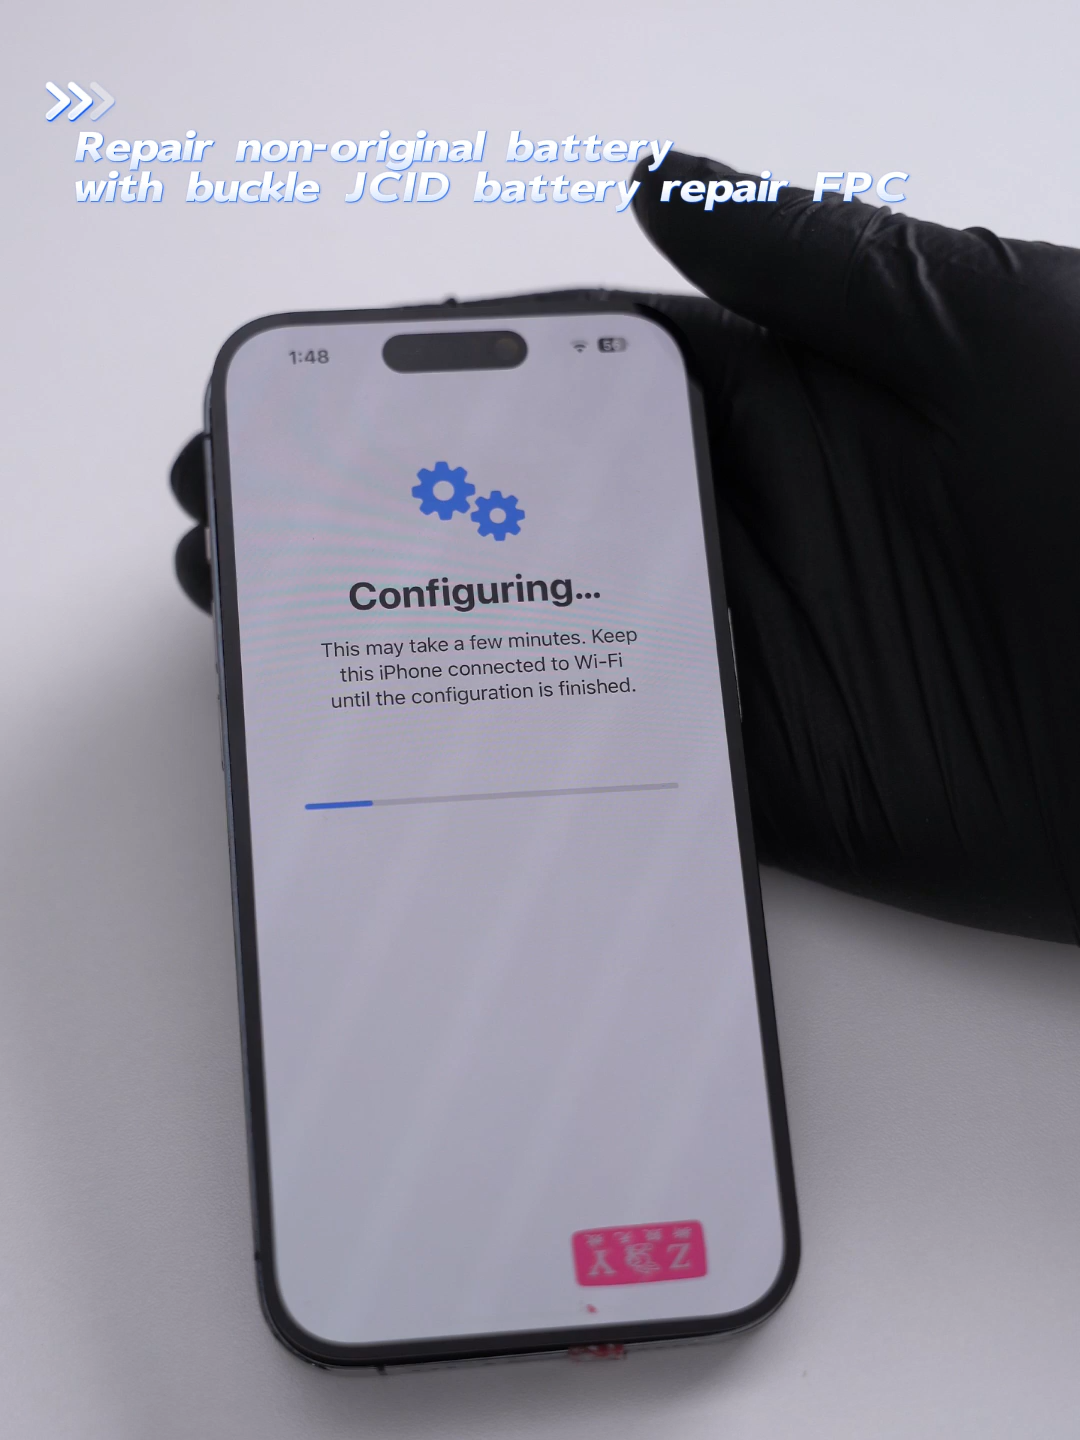 Repair non-original battery
with buckle JCID battery repair FPC
1:48
56
Configuring...
This may take a few minutes. Keep
this iPhone connected to Wi-Fi
until the configuration is finished.
Z Y